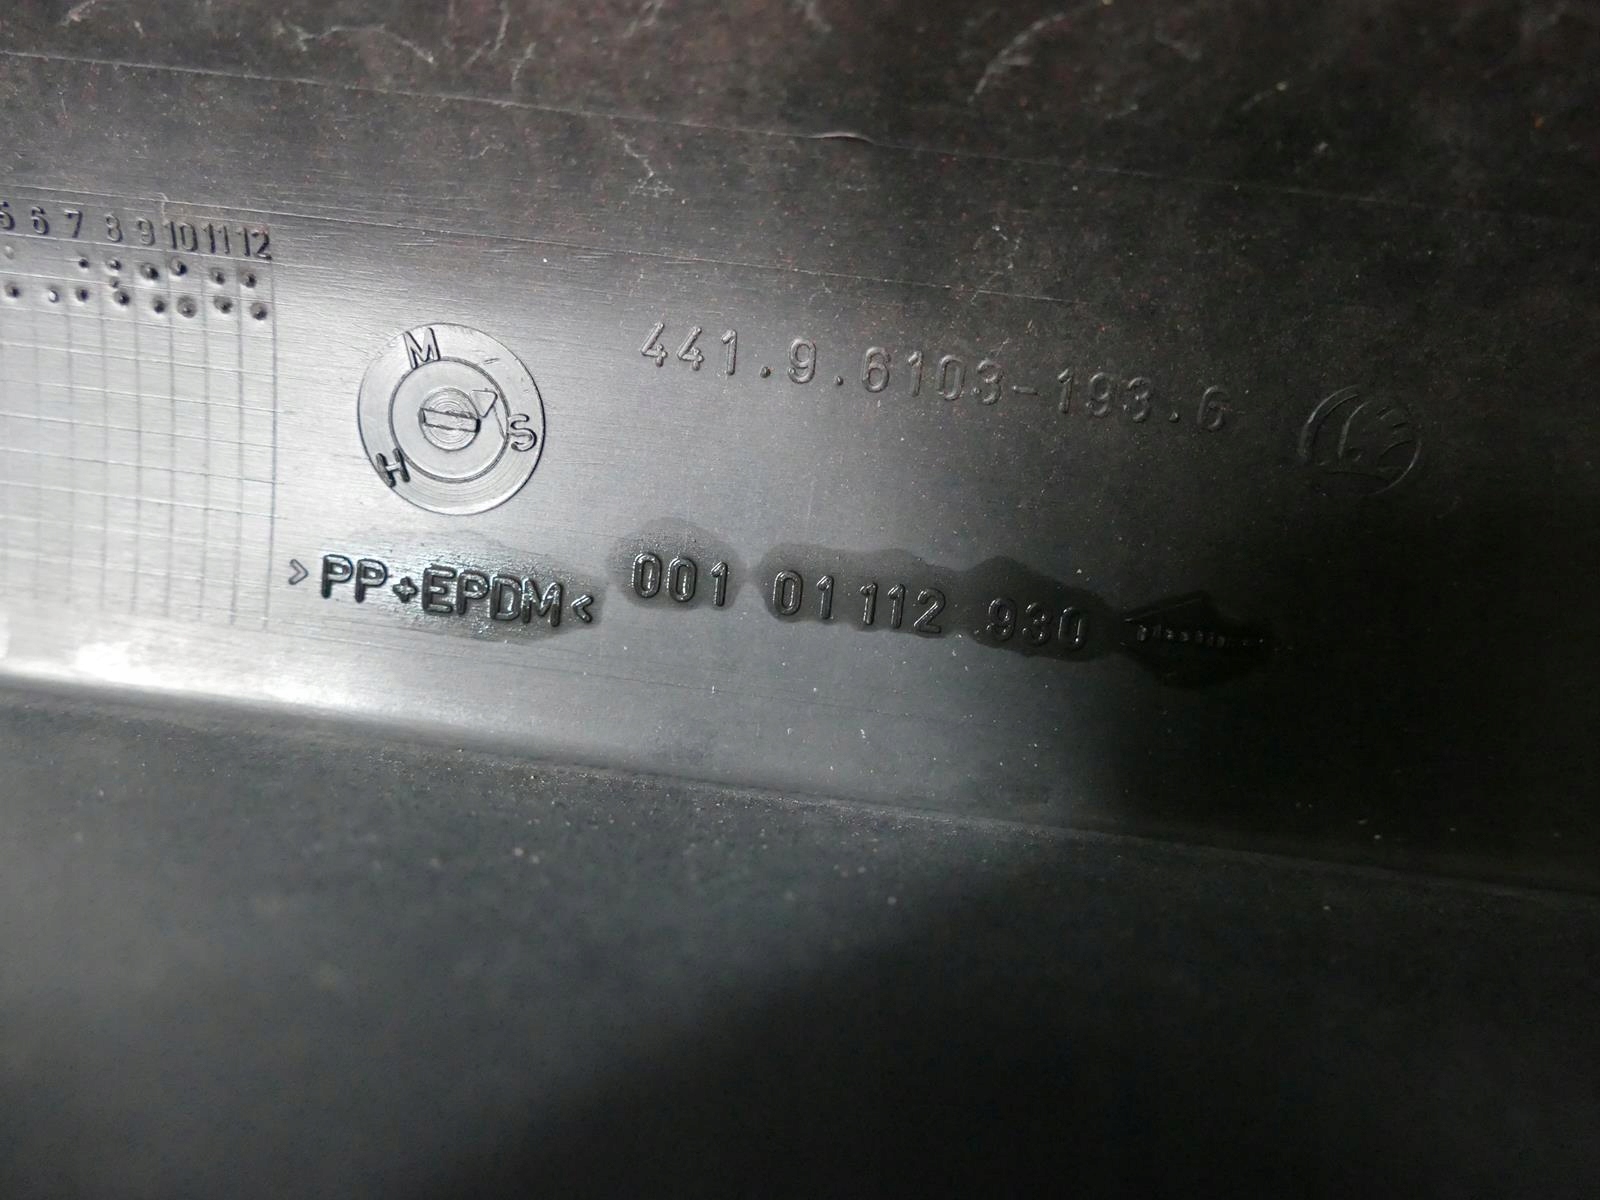 5 6 7 8 9 10 11 12
M
S
H
441.9.6103-193.6
>PP+EPDM< 001 01 112 930